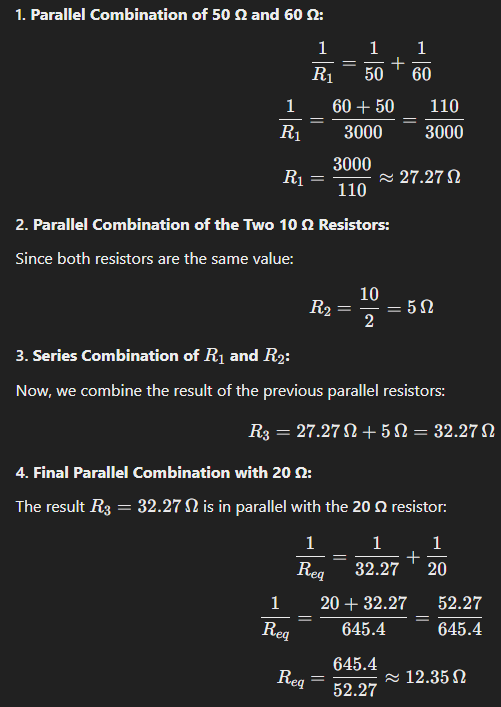 1. Parallel Combination of 50 Ω and 60 Ω:
1/R₁ = 1/50 + 1/60
1/R₁ = (60 + 50)/3000 = 110/3000
R₁ = 3000/110 ≈ 27.27 Ω
2. Parallel Combination of the Two 10 Ω Resistors:
Since both resistors are the same value:
R₂ = 10/2 = 5 Ω
3. Series Combination of R₁ and R₂:
Now, we combine the result of the previous parallel resistors:
R₃ = 27.27 Ω + 5 Ω = 32.27 Ω
4. Final Parallel Combination with 20 Ω:
The result R₃ = 32.27 Ω is in parallel with the 20 Ω resistor:
1/R_eq = 1/32.27 + 1/20
1/R_eq = (20 + 32.27)/645.4 = 52.27/645.4
R_eq = 645.4/52.27 ≈ 12.35 Ω